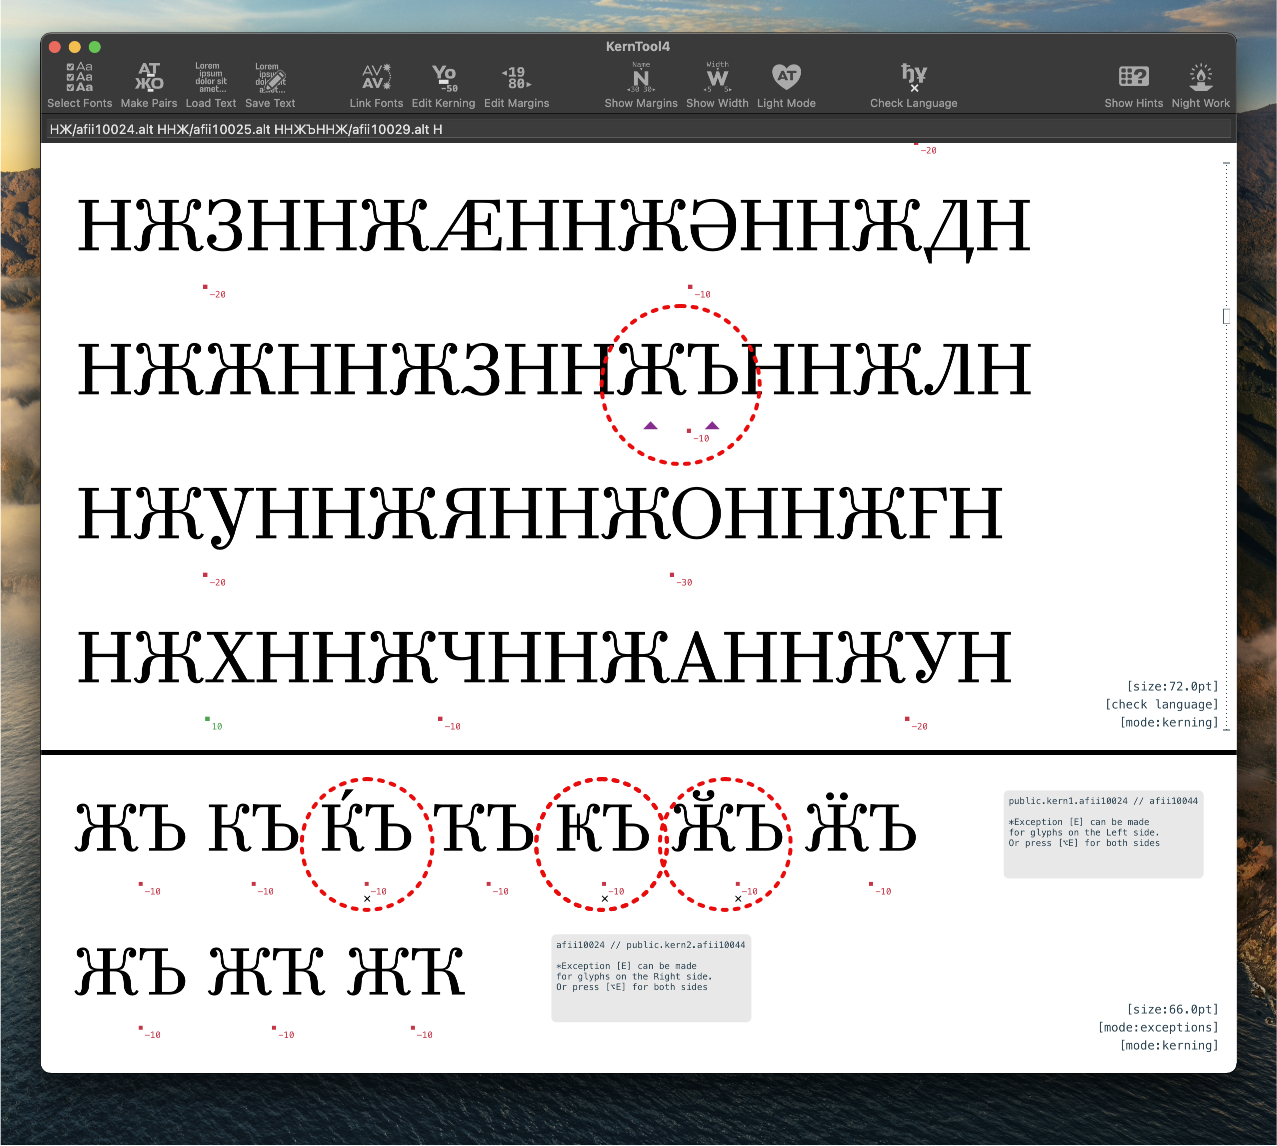 KernTool4
Select Fonts Make Pairs Load Text Save Text Link Fonts Edit Kerning Edit Margins Show Margins Show Width Light Mode Check Language Show Hints Night Work
НЖ/afii10024.alt ННЖ/afii10025.alt ННЖЪННЖ/afii10029.alt Н
-20
НЖЗННЖÆННЖӘННЖДН
-20 -10
НЖЖННЖЗННЖЪННЖЛН
-10
НЖУННЖЯННЖОННЖҒН
-20 -30
НЖХННЖЧННЖАННЖУН
10 -10 -20
[size:72.0pt]
[check language]
[mode:kerning]
ЖЪ КЪ ЌЪ ҠЪ ҞЪ ӁЪ ӜЪ
-10 -10 -10 -10 -10 -10 -10
× × ×
public.kern1.afii10024 // afii10044
*Exception [E] can be made
for glyphs on the Left side.
Or press [⌥E] for both sides
ЖЪ ЖҠ ЖҠ
-10 -10 -10
afii10024 // public.kern2.afii10044
*Exception [E] can be made
for glyphs on the Right side.
Or press [⌥E] for both sides
[size:66.0pt]
[mode:exceptions]
[mode:kerning]